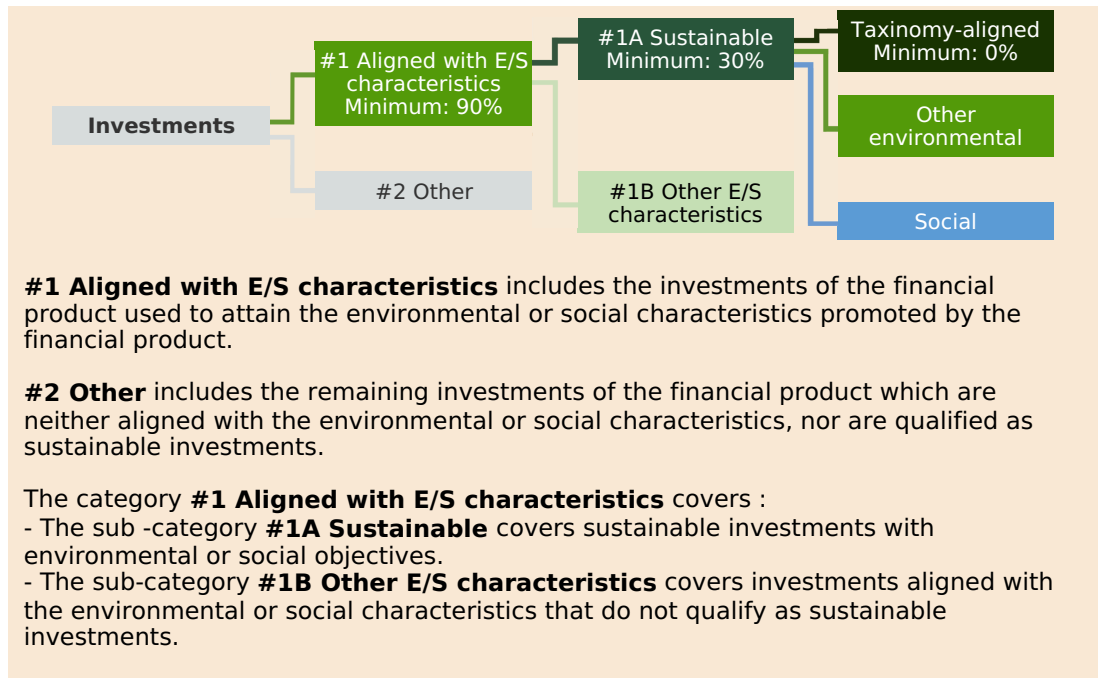 Investments
#1 Aligned with E/S
characteristics
Minimum: 90%
#2 Other
#1A Sustainable
Minimum: 30%
#1B Other E/S
characteristics
Taxinomy-aligned
Minimum: 0%
Other
environmental
Social
#1 Aligned with E/S characteristics includes the investments of the financial
product used to attain the environmental or social characteristics promoted by the
financial product.
#2 Other includes the remaining investments of the financial product which are
neither aligned with the environmental or social characteristics, nor are qualified as
sustainable investments.
The category #1 Aligned with E/S characteristics covers :
- The sub -category #1A Sustainable covers sustainable investments with
environmental or social objectives.
- The sub-category #1B Other E/S characteristics covers investments aligned with
the environmental or social characteristics that do not qualify as sustainable
investments.